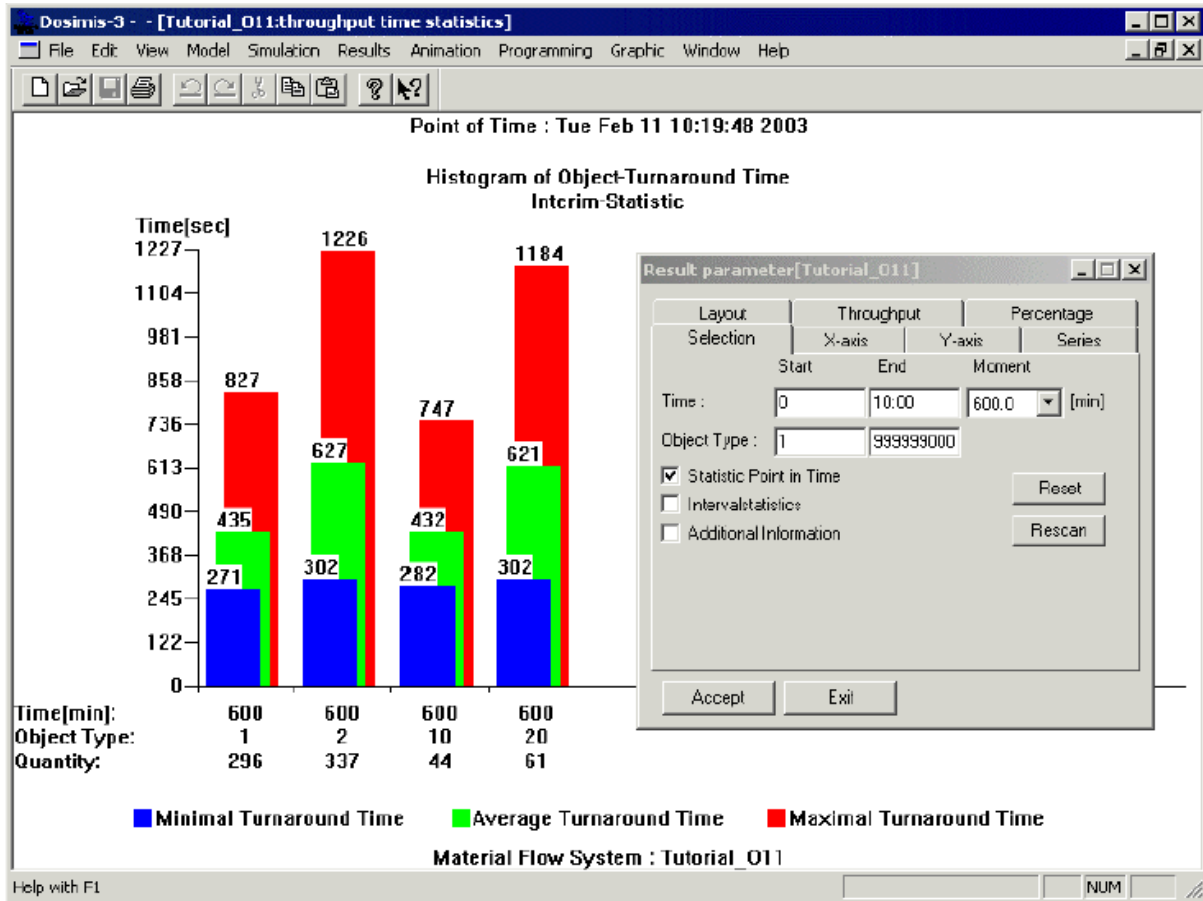 Dosimis-3 - - [Tutorial_O11:throughput time statistics]
File Edit View Model Simulation Results Animation Programming Graphic Window Help
Point of Time : Tue Feb 11 10:19:48 2003
Histogram of Object-Turnaround Time
Interim-Statistic
Time[sec]
1227
1104
981
858
736
613
490
368
245
122
0
827
435
271
1226
627
302
747
432
282
1184
621
302
Time[min]: 600 600 600 600
Object Type: 1 2 10 20
Quantity: 296 337 44 61
Minimal Turnaround Time Average Turnaround Time Maximal Turnaround Time
Material Flow System : Tutorial_O11
Result parameter[Tutorial_O11]
Layout Throughput Percentage
Selection X-axis Y-axis Series
Start End Moment
Time : 0 10:00 600.0 [min]
Object Type : 1 999999000
Statistic Point in Time
Intervalstatistics
Additional Information
Reset
Rescan
Accept Exit
Help with F1 NUM